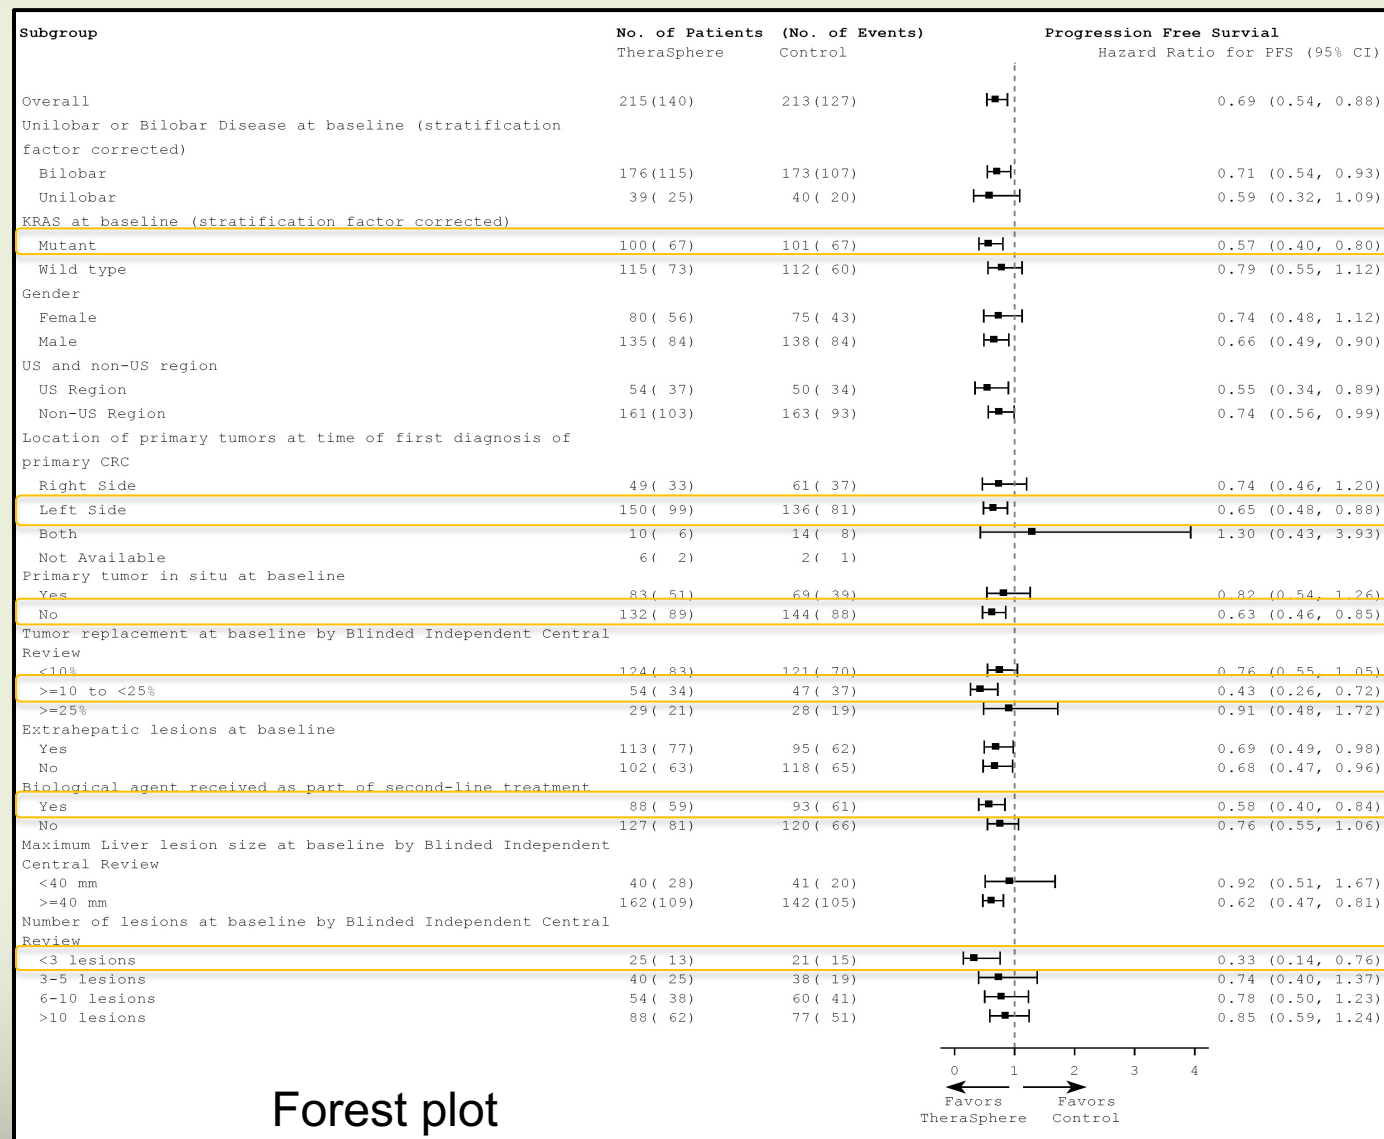 Subgroup No. of Patients (No. of Events) Progression Free Survial
TheraSphere Control Hazard Ratio for PFS (95% CI)
Overall 215(140) 213(127) 0.69 (0.54, 0.88)
Unilobar or Bilobar Disease at baseline (stratification
factor corrected)
Bilobar 176(115) 173(107) 0.71 (0.54, 0.93)
Unilobar 39( 25) 40( 20) 0.59 (0.32, 1.09)
KRAS at baseline (stratification factor corrected)
Mutant 100( 67) 101( 67) 0.57 (0.40, 0.80)
Wild type 115( 73) 112( 60) 0.79 (0.55, 1.12)
Gender
Female 80( 56) 75( 43) 0.74 (0.48, 1.12)
Male 135( 84) 138( 84) 0.66 (0.49, 0.90)
US and non-US region
US Region 54( 37) 50( 34) 0.55 (0.34, 0.89)
Non-US Region 161(103) 163( 93) 0.74 (0.56, 0.99)
Location of primary tumors at time of first diagnosis of
primary CRC
Right Side 49( 33) 61( 37) 0.74 (0.46, 1.20)
Left Side 150( 99) 136( 81) 0.65 (0.48, 0.88)
Both 10( 6) 14( 8) 1.30 (0.43, 3.93)
Not Available 6( 2) 2( 1)
Primary tumor in situ at baseline
Yes 83( 51) 69( 39) 0.82 (0.54, 1.26)
No 132( 89) 144( 88) 0.63 (0.46, 0.85)
Tumor replacement at baseline by Blinded Independent Central
Review
<10% 124( 83) 121( 70) 0.76 (0.55, 1.05)
>=10 to <25% 54( 34) 47( 37) 0.43 (0.26, 0.72)
>=25% 29( 21) 28( 19) 0.91 (0.48, 1.72)
Extrahepatic lesions at baseline
Yes 113( 77) 95( 62) 0.69 (0.49, 0.98)
No 102( 63) 118( 65) 0.68 (0.47, 0.96)
Biological agent received as part of second-line treatment
Yes 88( 59) 93( 61) 0.58 (0.40, 0.84)
No 127( 81) 120( 66) 0.76 (0.55, 1.06)
Maximum Liver lesion size at baseline by Blinded Independent
Central Review
<40 mm 40( 28) 41( 20) 0.92 (0.51, 1.67)
>=40 mm 162(109) 142(105) 0.62 (0.47, 0.81)
Number of lesions at baseline by Blinded Independent Central
Review
<3 lesions 25( 13) 21( 15) 0.33 (0.14, 0.76)
3-5 lesions 40( 25) 38( 19) 0.74 (0.40, 1.37)
6-10 lesions 54( 38) 60( 41) 0.78 (0.50, 1.23)
>10 lesions 88( 62) 77( 51) 0.85 (0.59, 1.24)
0 1 2 3 4
Favors Favors
TheraSphere Control
Forest plot